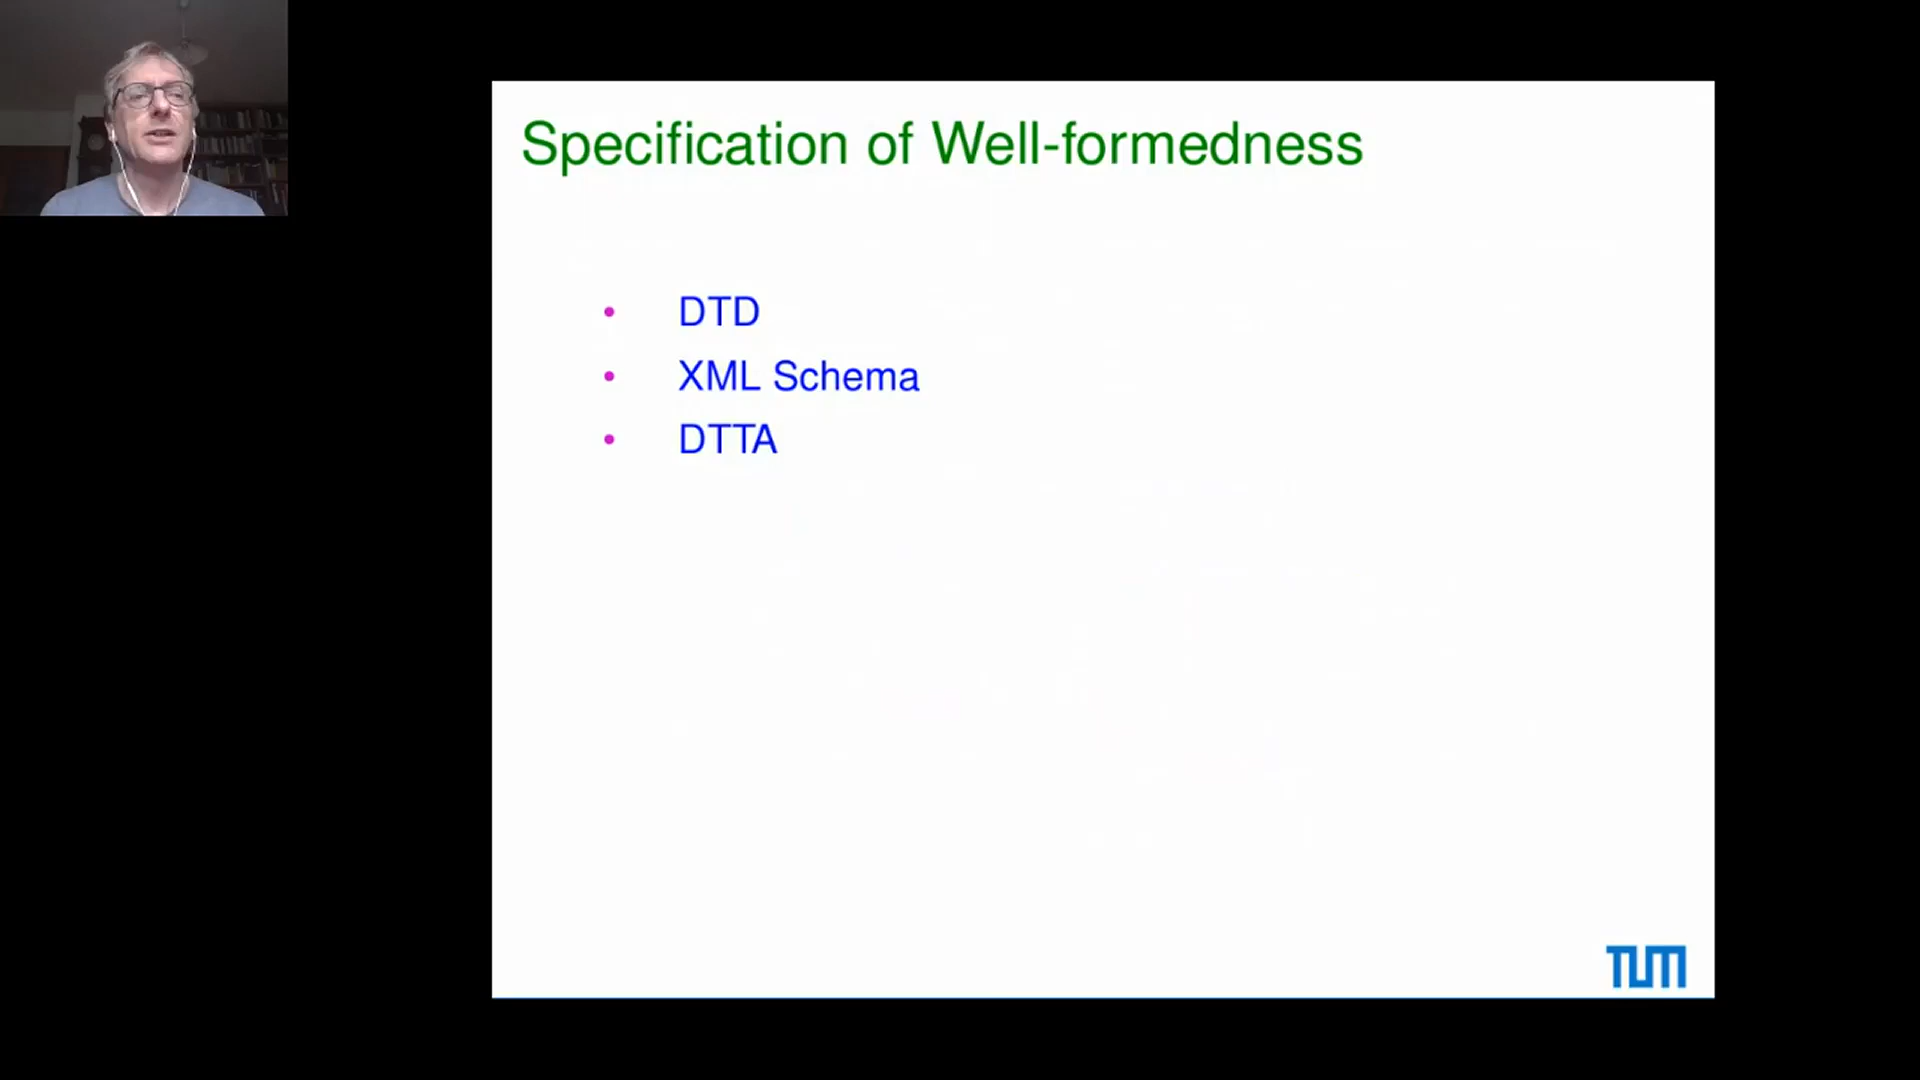 Specification of Well-formedness
• DTD
• XML Schema
• DTTA
TUM